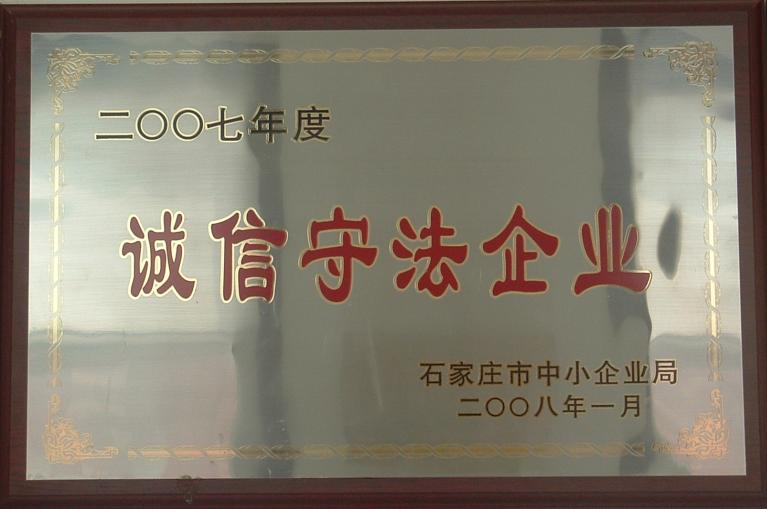 二〇〇七年度
诚信守法企业
石家庄市中小企业局
二〇〇八年一月